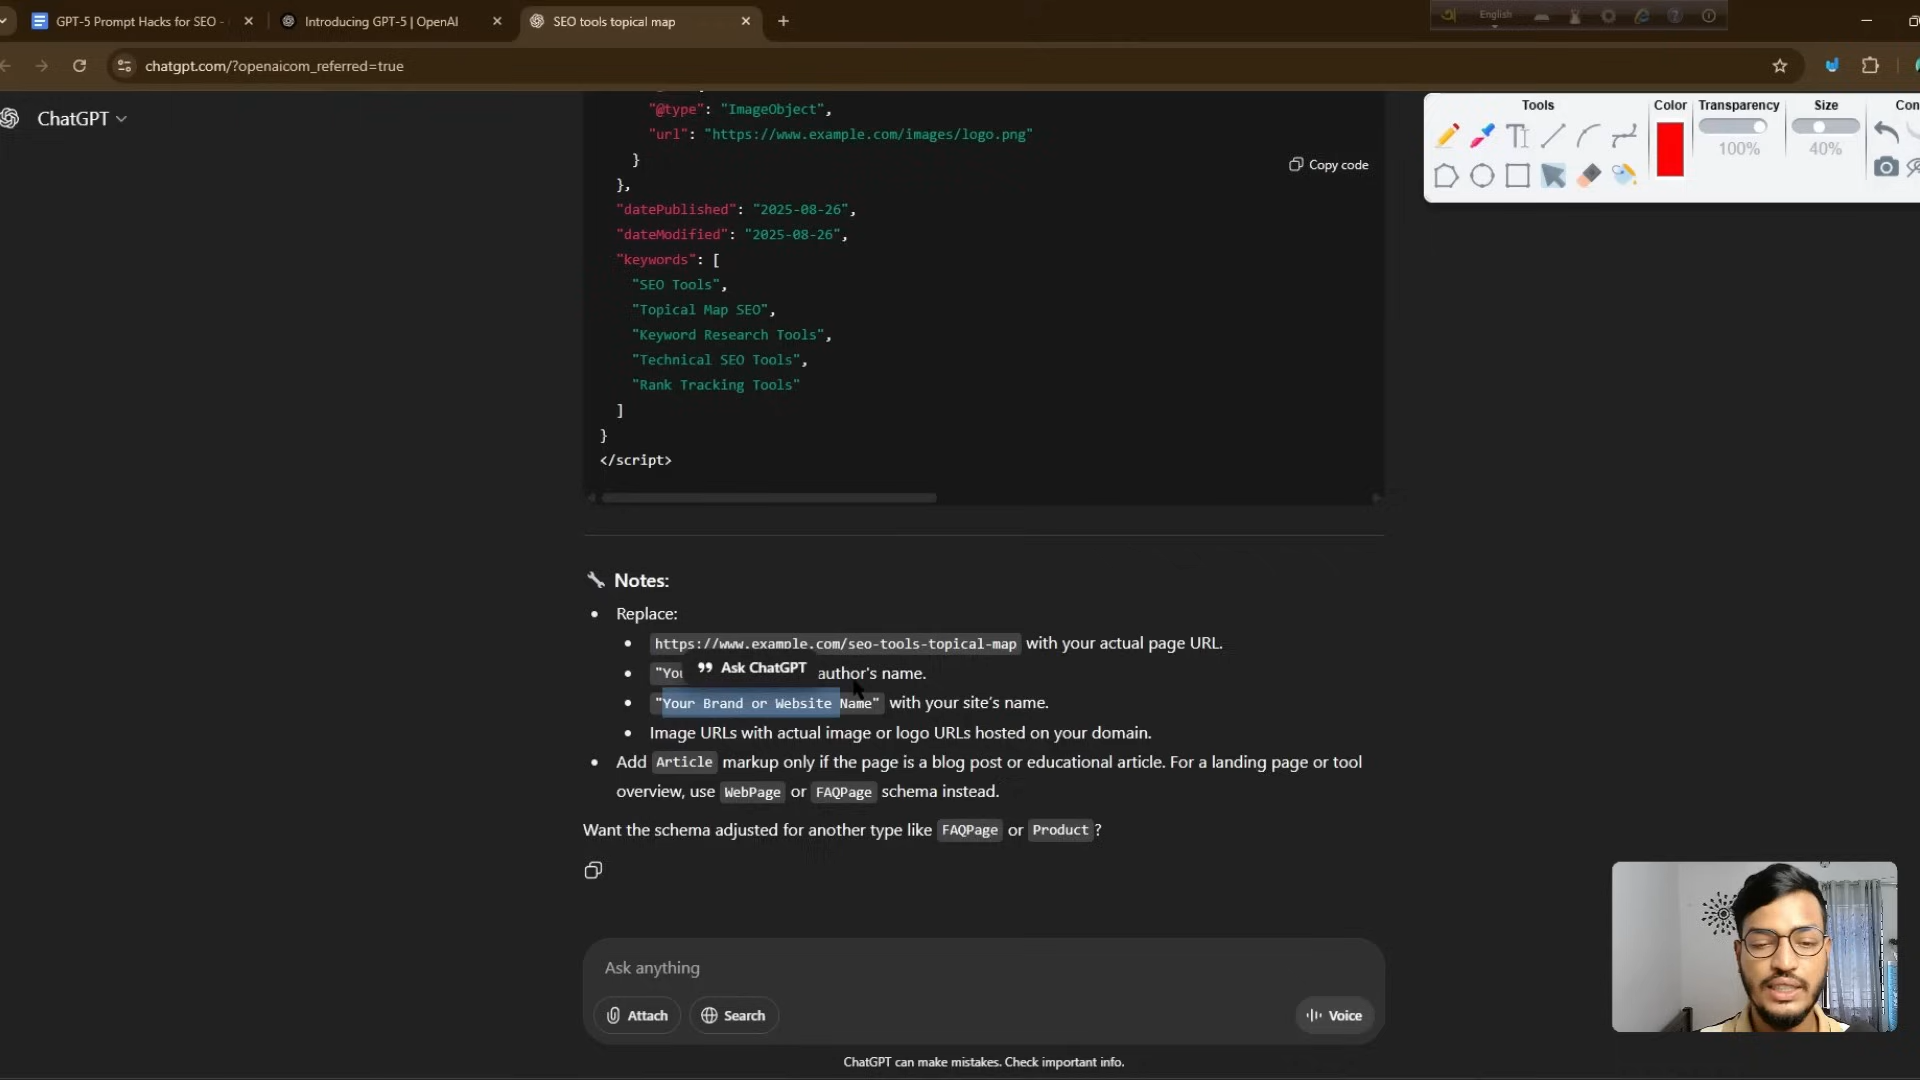 GPT-5 Prompt Hacks for SEO -
Introducing GPT-5 | OpenAI
SEO tools topical map
English
chatgpt.com/?openaicom_referred=true
ChatGPT
Tools
Color
Transparency
Size
Con
100%
40%
"@type": "ImageObject",
"url": "https://www.example.com/images/logo.png"
}
Copy code
},
"datePublished": "2025-08-26",
"dateModified": "2025-08-26",
"keywords": [
"SEO Tools",
"Topical Map SEO",
"Keyword Research Tools",
"Technical SEO Tools",
"Rank Tracking Tools"
]
}
</script>
Notes:
Replace:
https://www.example.com/seo-tools-topical-map with your actual page URL.
"You
Ask ChatGPT
author's name.
"Your Brand or Website Name" with your site's name.
Image URLs with actual image or logo URLs hosted on your domain.
Add Article markup only if the page is a blog post or educational article. For a landing page or tool
overview, use WebPage or FAQPage schema instead.
Want the schema adjusted for another type like FAQPage or Product?
Ask anything
Attach
Search
Voice
ChatGPT can make mistakes. Check important info.